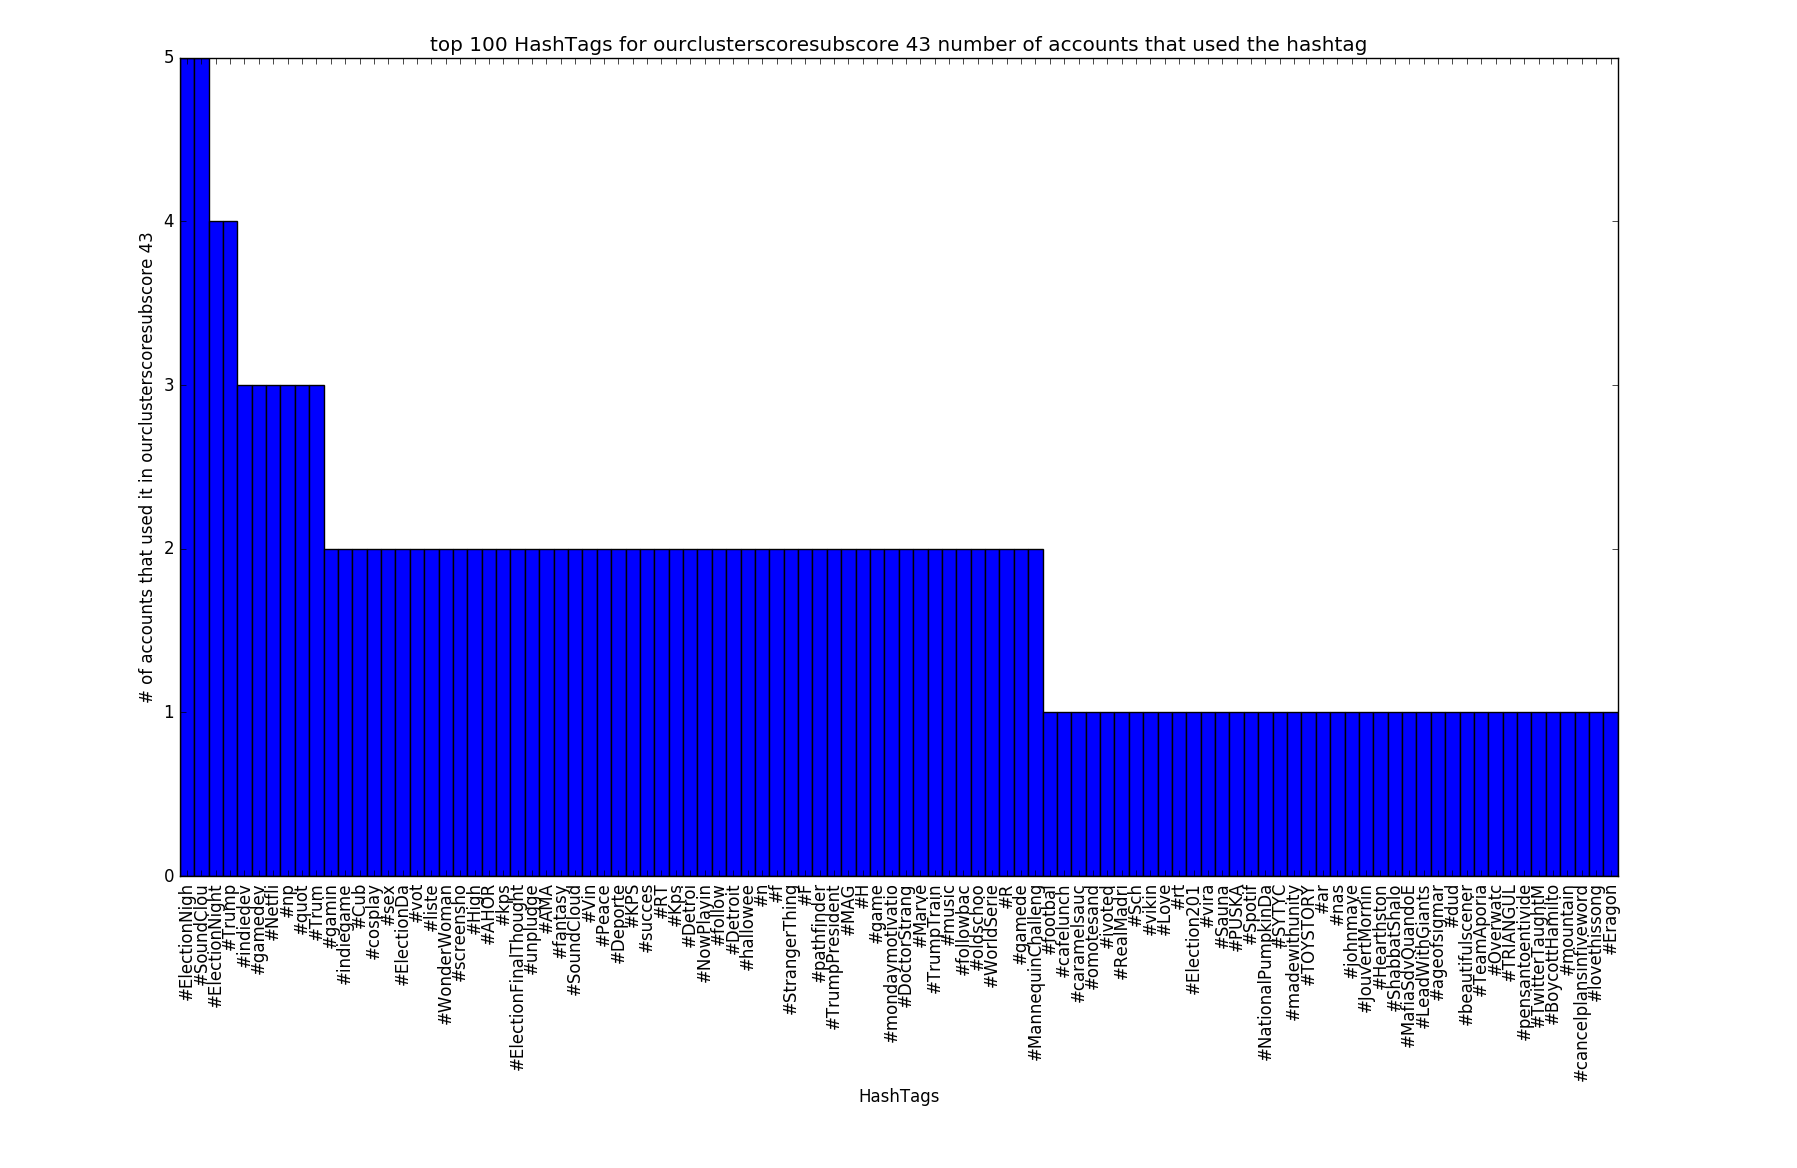 top 100 HashTags for ourclusterscoresubscore 43 number of accounts that used the hashtag
# of accounts that used it in ourclusterscoresubscore 43
5
4
3
2
1
0
#ElectionNigh
#SoundClou
#ElectionNight
#Trump
#indiedev
#gamedev
#Netfli
#np
#quot
#Trum
#gamin
#indiegame
#Cub
#cosplay
#sex
#ElectionDa
#vot
#liste
#WonderWoman
#screensho
#High
#AHOR
#kps
#ElectionFinalThought
#unpludge
#AMA
#fantasy
#SoundCloud
#Vin
#Peace
#Deporte
#KPS
#succes
#RT
#Kps
#Detroi
#NowPlayin
#follow
#Detroit
#hallowee
#n
#f
#StrangerThing
#F
#pathfinder
#TrumpPresident
#MAG
#H
#game
#mondaymotivatio
#DoctorStrang
#Marve
#TrumpTrain
#music
#followbac
#oldschoo
#WorldSerie
#R
#gamede
#MannequinChalleng
#footbal
#cafelunch
#caramelsauc
#omotesand
#ivoted
#RealMadri
#Sch
#vikin
#Love
#rt
#Election201
#vira
#Sauna
#PUSKA
#Spotif
#NationalPumpkinDa
#SYTYC
#madewithunity
#TOYSTORY
#ar
#nas
#johnmaye
#JouvertMornin
#Hearthston
#ShabbatShalo
#MafiaSdvQuandoE
#LeadWithGiants
#ageofsigmar
#dud
#beautifulscener
#TeamAporia
#Overwatc
#TRIANGUL
#pensantoentivide
#TwitterTaughtM
#BoycottHamilto
#mountain
#cancelplansinfiveword
#lovethissong
#Eragon
HashTags